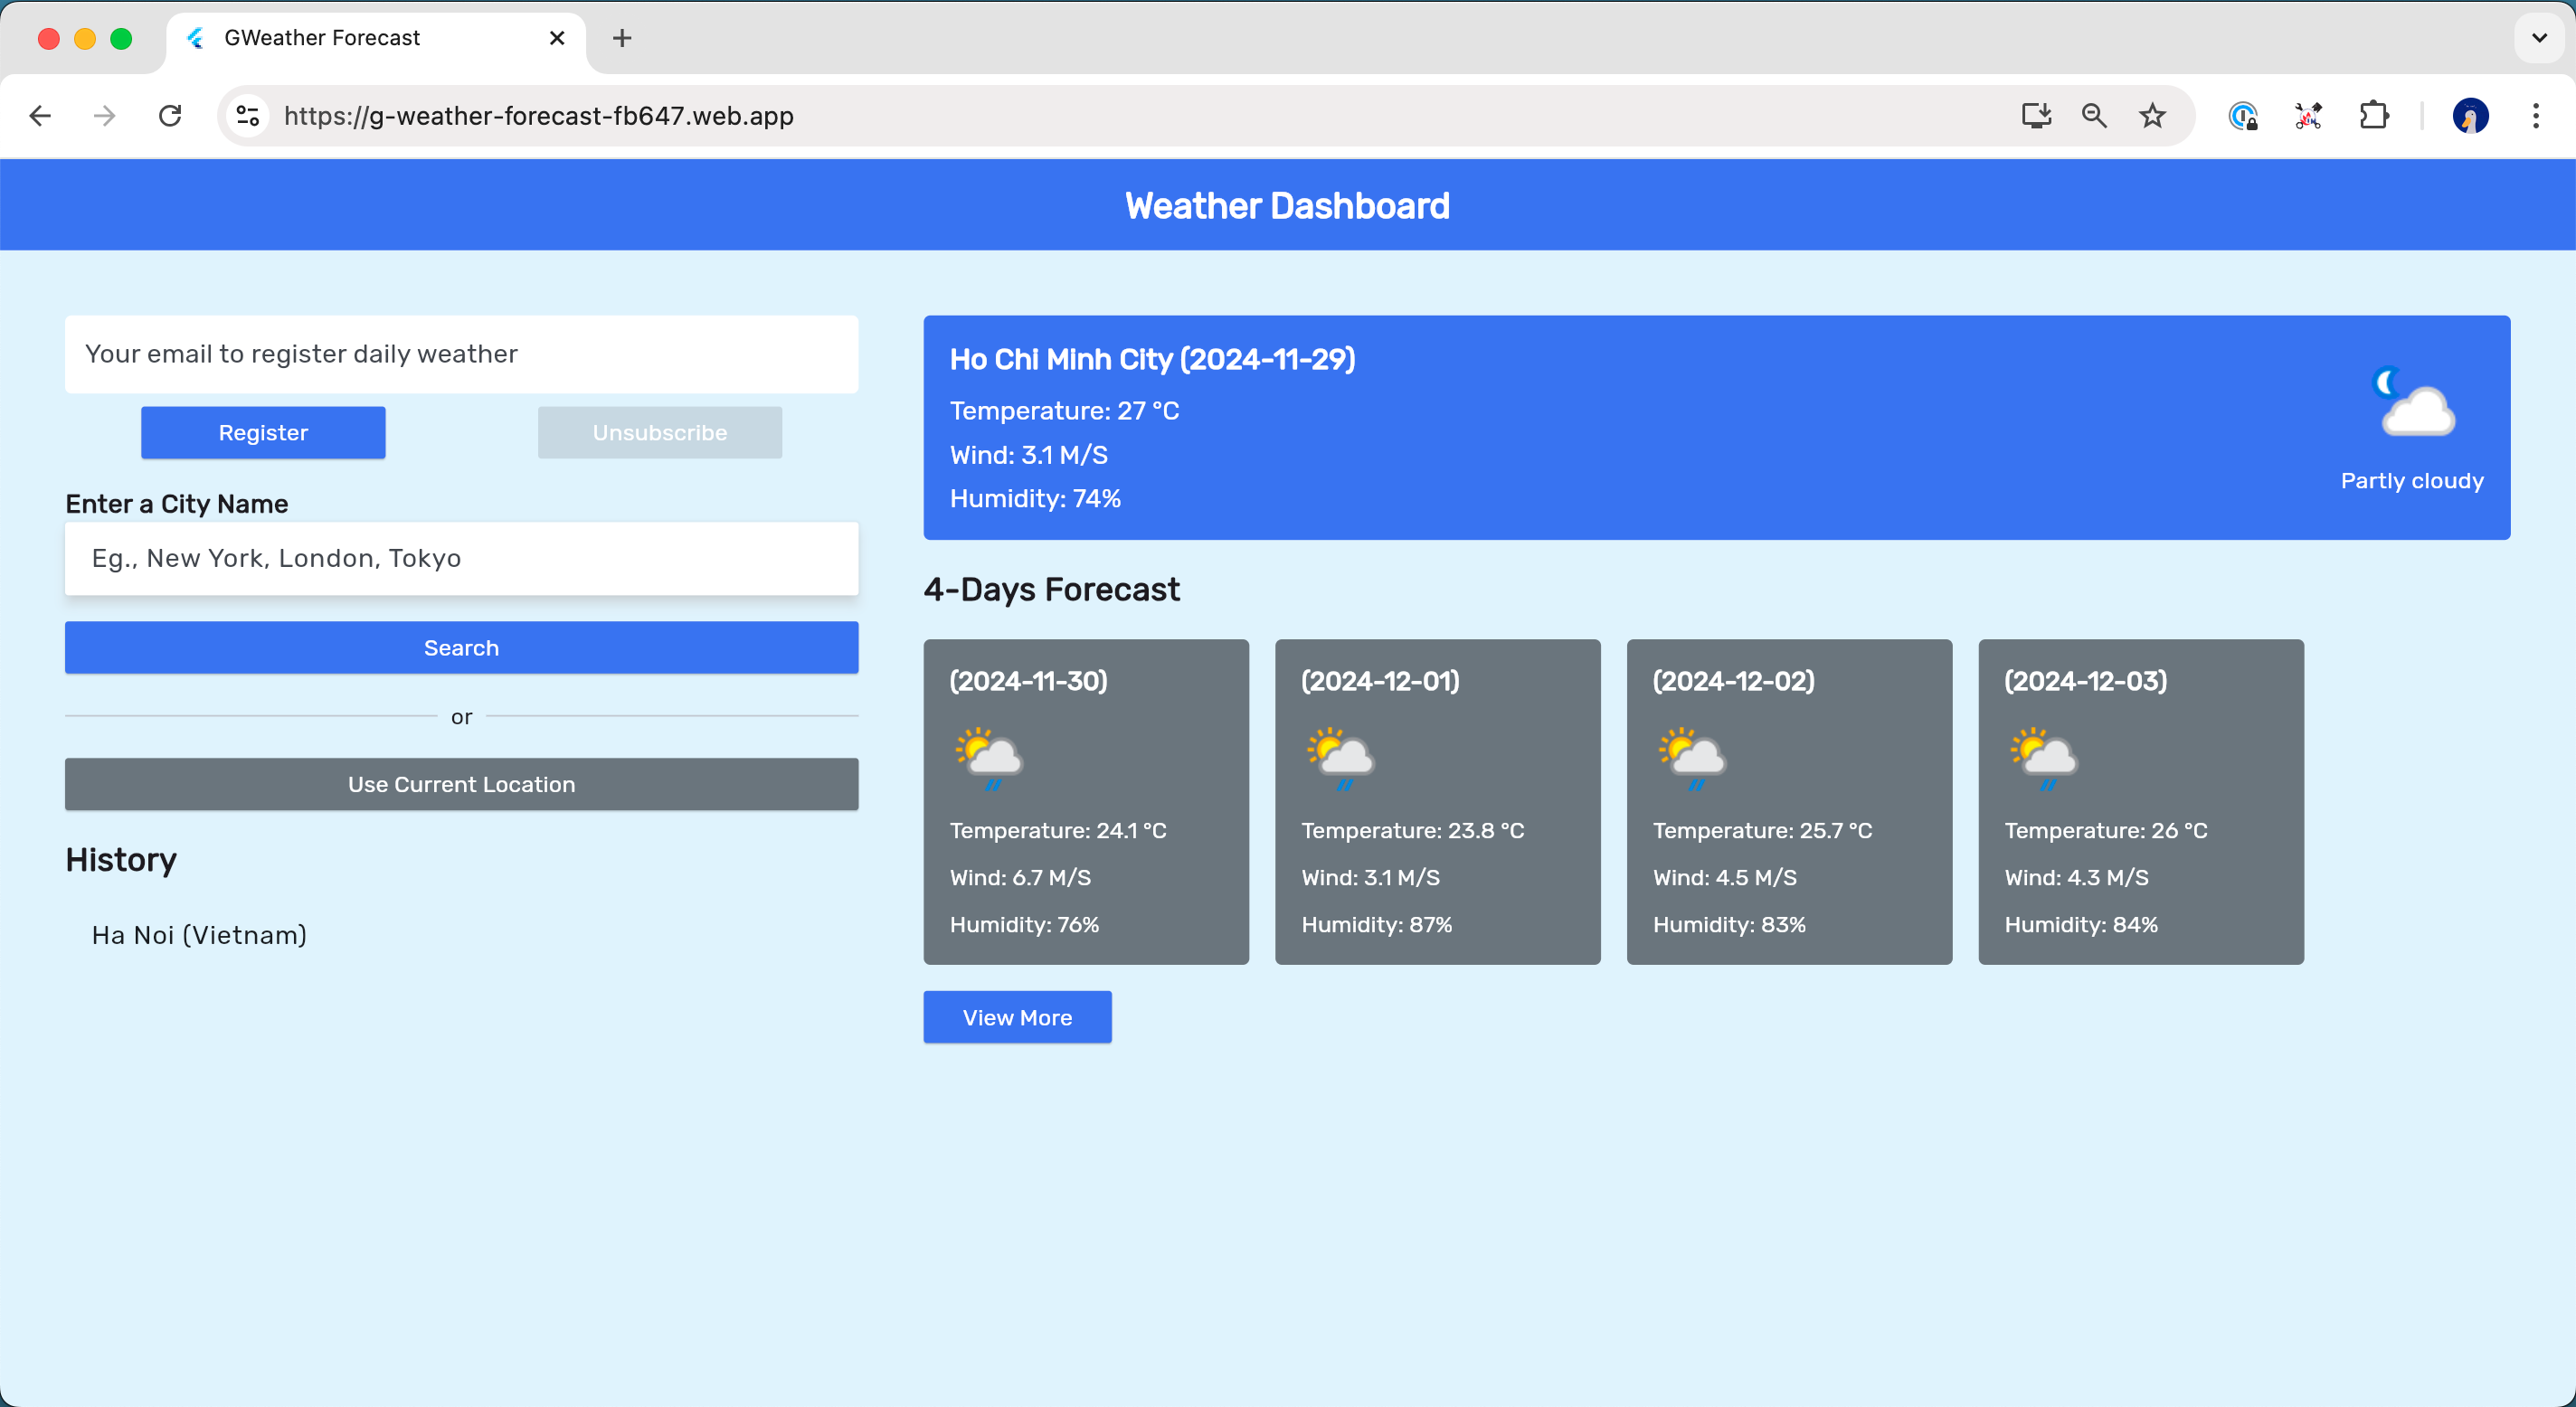 GWeather Forecast
https://g-weather-forecast-fb647.web.app
Weather Dashboard
Your email to register daily weather
Register
Unsubscribe
Enter a City Name
Eg., New York, London, Tokyo
Search
or
Use Current Location
History
Ha Noi (Vietnam)
Ho Chi Minh City (2024-11-29)
Temperature: 27 °C
Wind: 3.1 M/S
Humidity: 74%
Partly cloudy
4-Days Forecast
(2024-11-30)
Temperature: 24.1 °C
Wind: 6.7 M/S
Humidity: 76%
(2024-12-01)
Temperature: 23.8 °C
Wind: 3.1 M/S
Humidity: 87%
(2024-12-02)
Temperature: 25.7 °C
Wind: 4.5 M/S
Humidity: 83%
(2024-12-03)
Temperature: 26 °C
Wind: 4.3 M/S
Humidity: 84%
View More